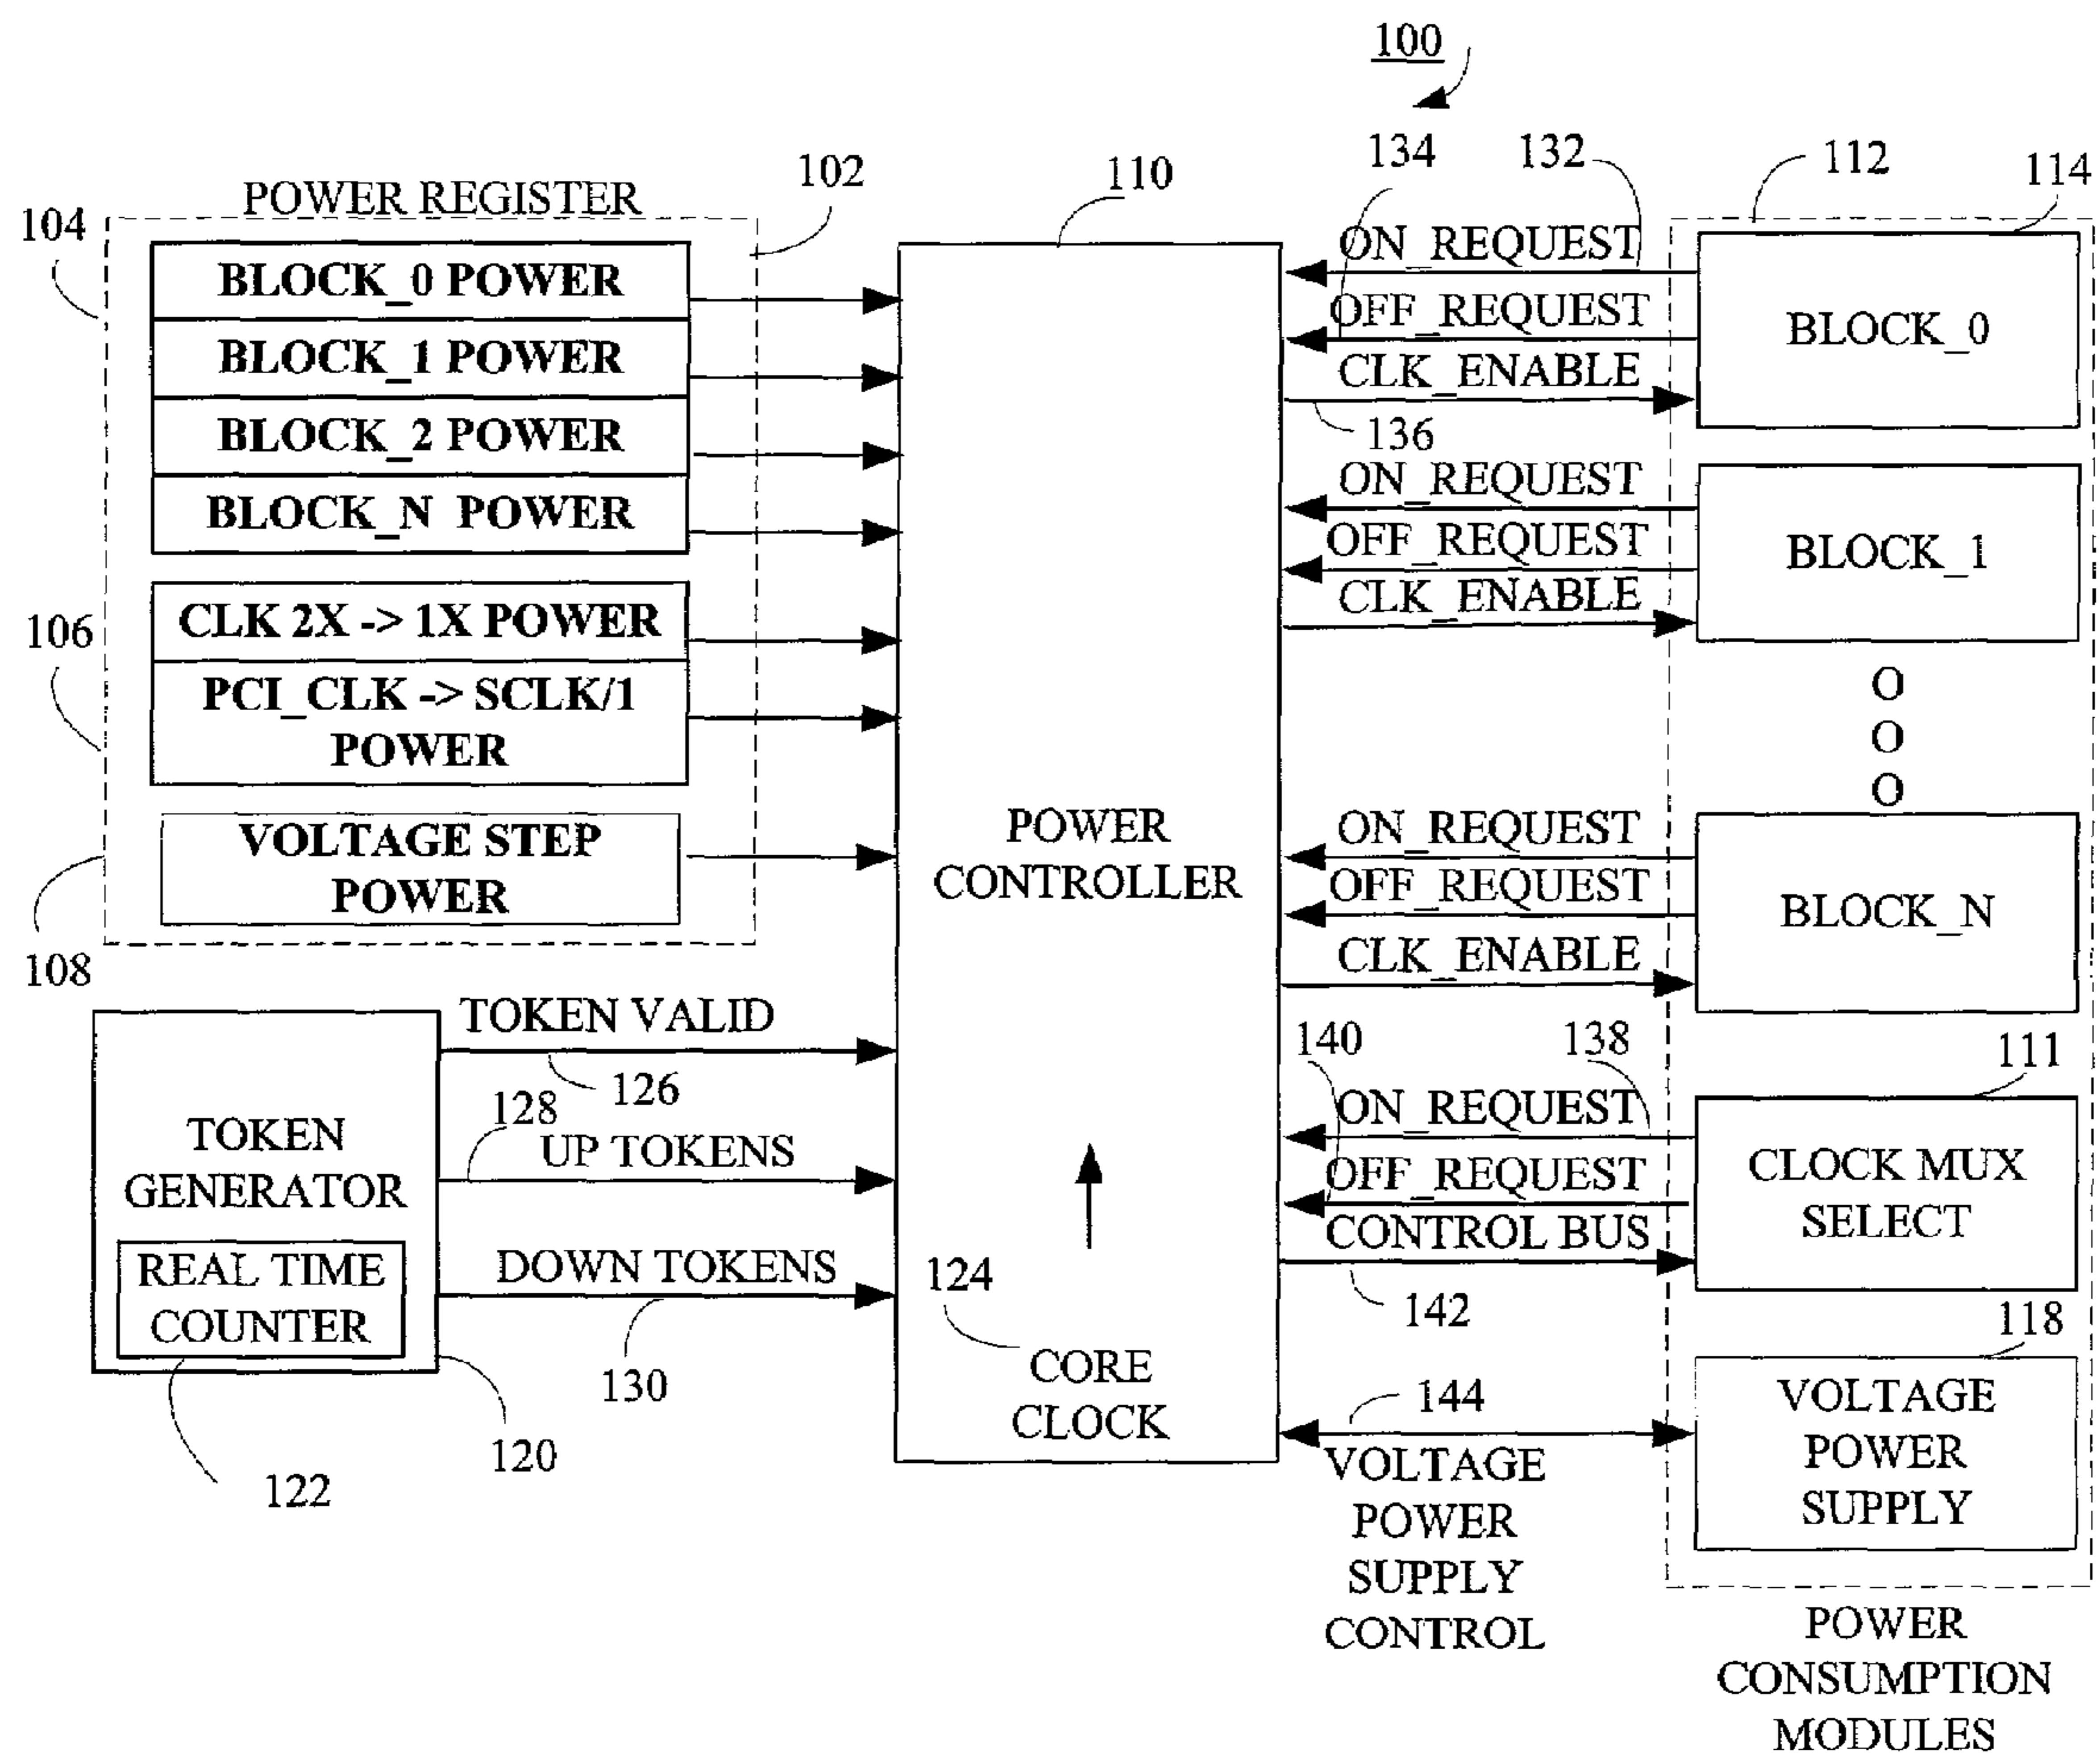 100
134
132
112
114
102
110
POWER REGISTER
104
BLOCK_0 POWER
BLOCK_1 POWER
BLOCK_2 POWER
BLOCK_N POWER
106
CLK 2X -> 1X POWER
PCI_CLK -> SCLK/1
POWER
VOLTAGE STEP
POWER
108
TOKEN VALID
126
128
UP TOKENS
DOWN TOKENS
130
TOKEN
GENERATOR
REAL TIME
COUNTER
120
122
POWER
CONTROLLER
124
CORE
CLOCK
ON_REQUEST
OFF_REQUEST
CLK_ENABLE
136
BLOCK_0
ON_REQUEST
OFF_REQUEST
CLK_ENABLE
BLOCK_1
O
O
O
ON_REQUEST
OFF_REQUEST
CLK_ENABLE
BLOCK_N
140
138
111
ON_REQUEST
OFF_REQUEST
CONTROL BUS
142
CLOCK MUX
SELECT
118
144
VOLTAGE
POWER
SUPPLY
CONTROL
VOLTAGE
POWER
SUPPLY
POWER
CONSUMPTION
MODULES